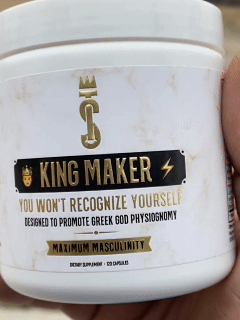 KING MAKER
YOU WON'T RECOGNIZE YOURSELF
DESIGNED TO PROMOTE GREEK GOD PHYSIOGNOMY
MAXIMUM MASCULINITY
DIETARY SUPPLEMENT • 120 CAPSULES